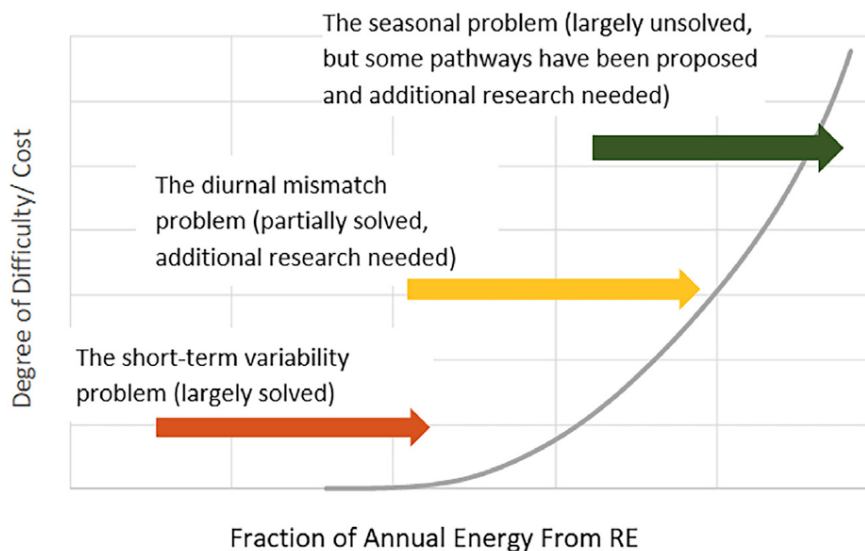 The seasonal problem (largely unsolved,
but some pathways have been proposed
and additional research needed)
The diurnal mismatch
problem (partially solved,
additional research needed)
The short-term variability
problem (largely solved)
Degree of Difficulty/ Cost
Fraction of Annual Energy From RE